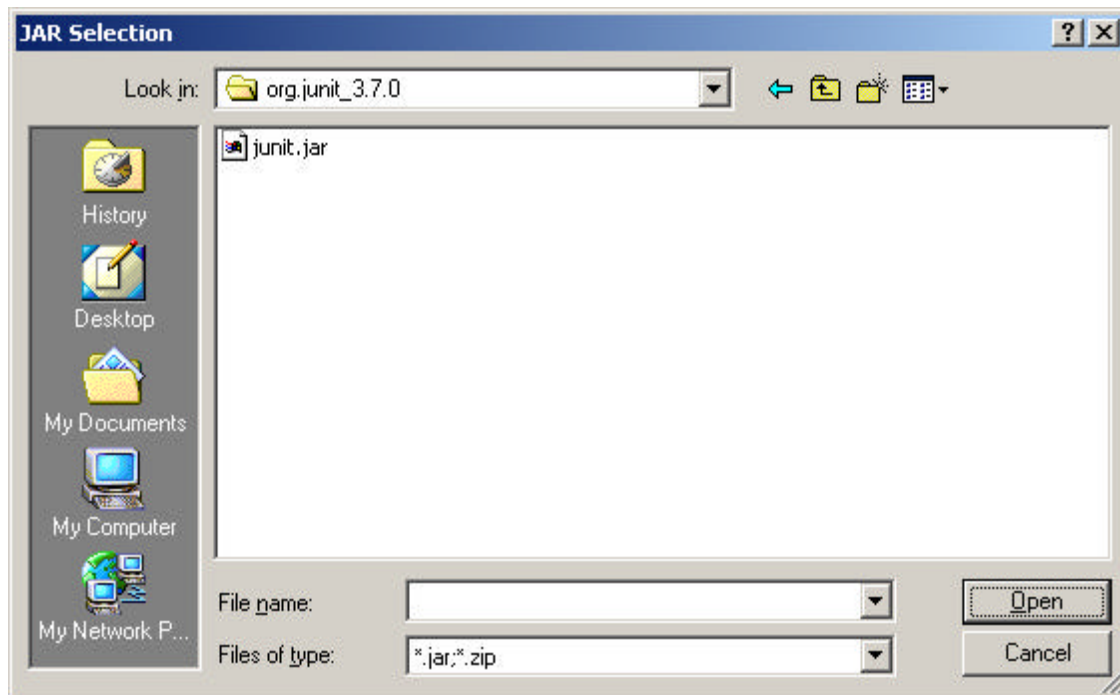 JAR Selection
Look in: org.junit_3.7.0
junit.jar
History
Desktop
My Documents
My Computer
My Network P...
File name:
Open
Files of type: *.jar;*.zip
Cancel